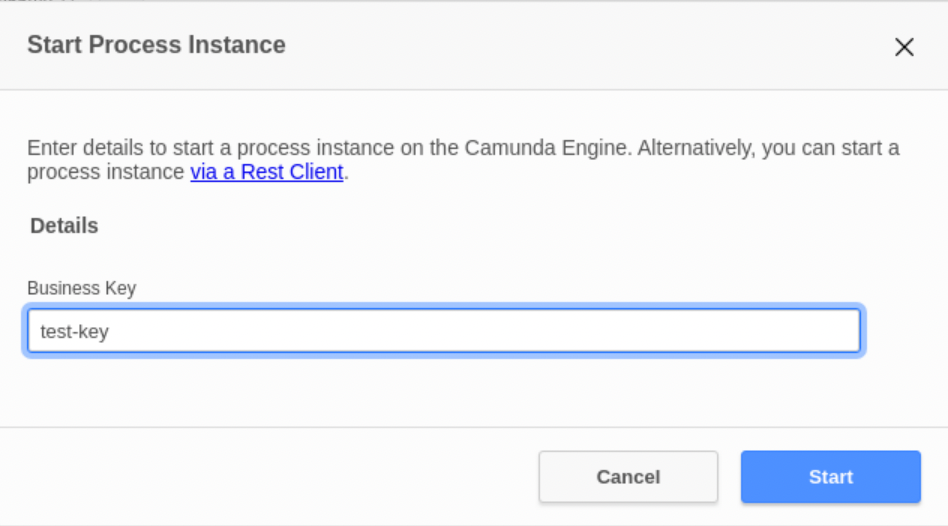 Start Process Instance
Enter details to start a process instance on the Camunda Engine. Alternatively, you can start a
process instance via a Rest Client.
Details
Business Key
test-key
Cancel
Start